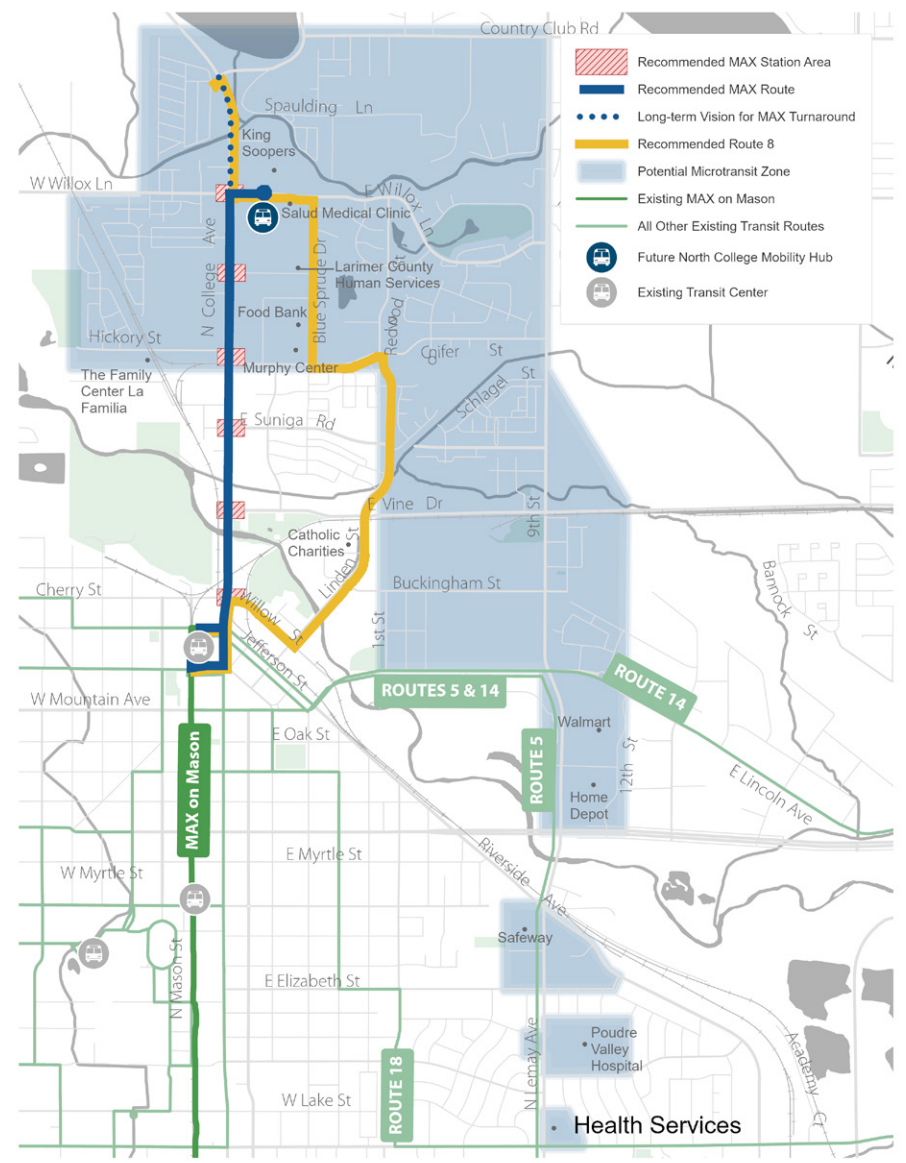 Country Club Rd
Recommended MAX Station Area
Recommended MAX Route
Long-term Vision for MAX Turnaround
Recommended Route 8
Potential Microtransit Zone
Existing MAX on Mason
All Other Existing Transit Routes
Future North College Mobility Hub
Existing Transit Center
Spaulding Ln
King
Soopers
W Willox Ln
E Willox Ln
Salud Medical Clinic
N College Ave
Larimer County
Human Services
Blue Spruce Dr
Redwood St
Food Bank
Hickory St
Murphy Center
Conifer St
The Family
Center La
Familia
Schlagel St
E Suniga Rd
E Vine Dr
9th St
Catholic
Charities
Linden St
Cherry St
Willow St
Buckingham St
Bannock St
1st St
Jefferson St
W Mountain Ave
ROUTES 5 & 14
ROUTE 14
E Oak St
Walmart
12th St
ROUTE 5
MAX on Mason
E Lincoln Ave
Home
Depot
E Myrtle St
W Myrtle St
Riverside Ave
Safeway
N Mason St
E Elizabeth St
N Lemay Ave
Poudre
Valley
Hospital
Academy Ct
ROUTE 18
W Lake St
Health Services